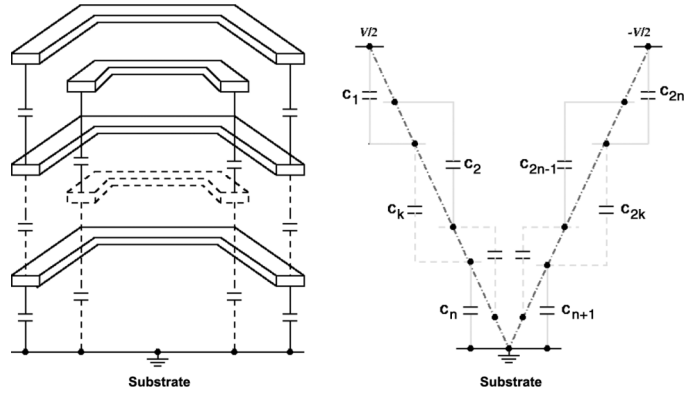 V/2
-V/2
C1
C2n
C2
C2n-1
Ck
C2k
Cn
Cn+1
Substrate
Substrate